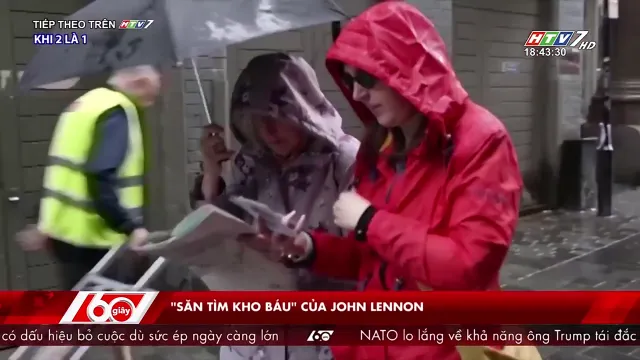 TIẾP THEO TRÊN HTV7
KHI 2 LÀ 1
HTV7 HD
18:43:30
60 giây
"SĂN TÌM KHO BÁU" CỦA JOHN LENNON
có dấu hiệu bỏ cuộc dù sức ép ngày càng lớn 60 NATO lo lắng về khả năng ông Trump tái đắc